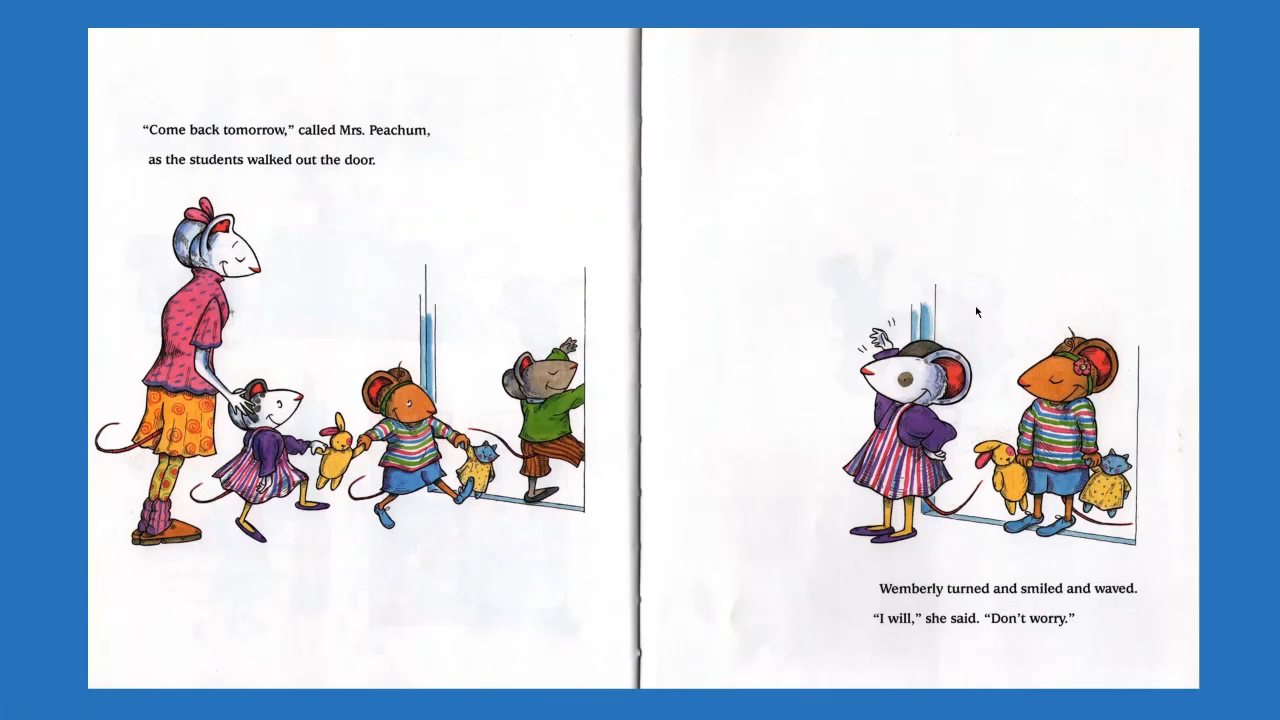 “Come back tomorrow,” called Mrs. Peachum,
as the students walked out the door.
Wemberly turned and smiled and waved.
“I will,” she said. “Don’t worry.”